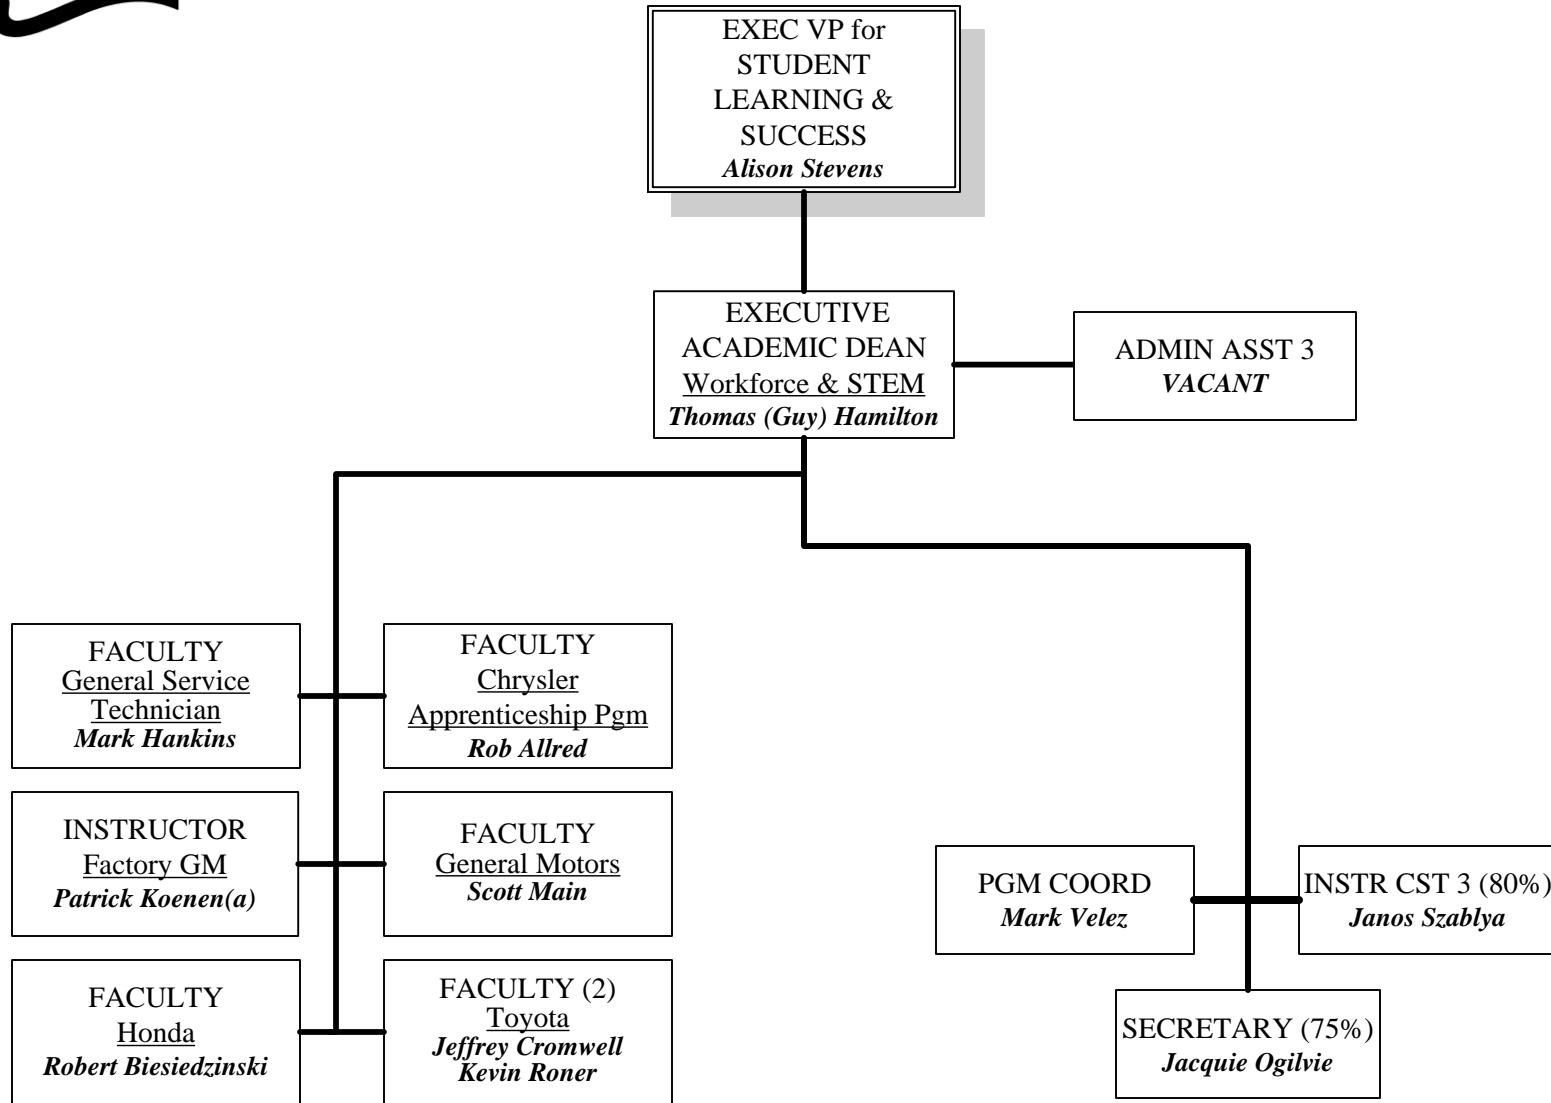 EXEC VP for
STUDENT
LEARNING &
SUCCESS
Alison Stevens
EXECUTIVE
ACADEMIC DEAN
Workforce & STEM
Thomas (Guy) Hamilton
ADMIN ASST 3
VACANT
FACULTY
General Service
Technician
Mark Hankins
FACULTY
Chrysler
Apprenticeship Pgm
Rob Allred
INSTRUCTOR
Factory GM
Patrick Koenen(a)
FACULTY
General Motors
Scott Main
FACULTY
Honda
Robert Biesiedzinski
FACULTY (2)
Toyota
Jeffrey Cromwell
Kevin Roner
PGM COORD
Mark Velez
INSTR CST 3 (80%)
Janos Szablya
SECRETARY (75%)
Jacquie Ogilvie